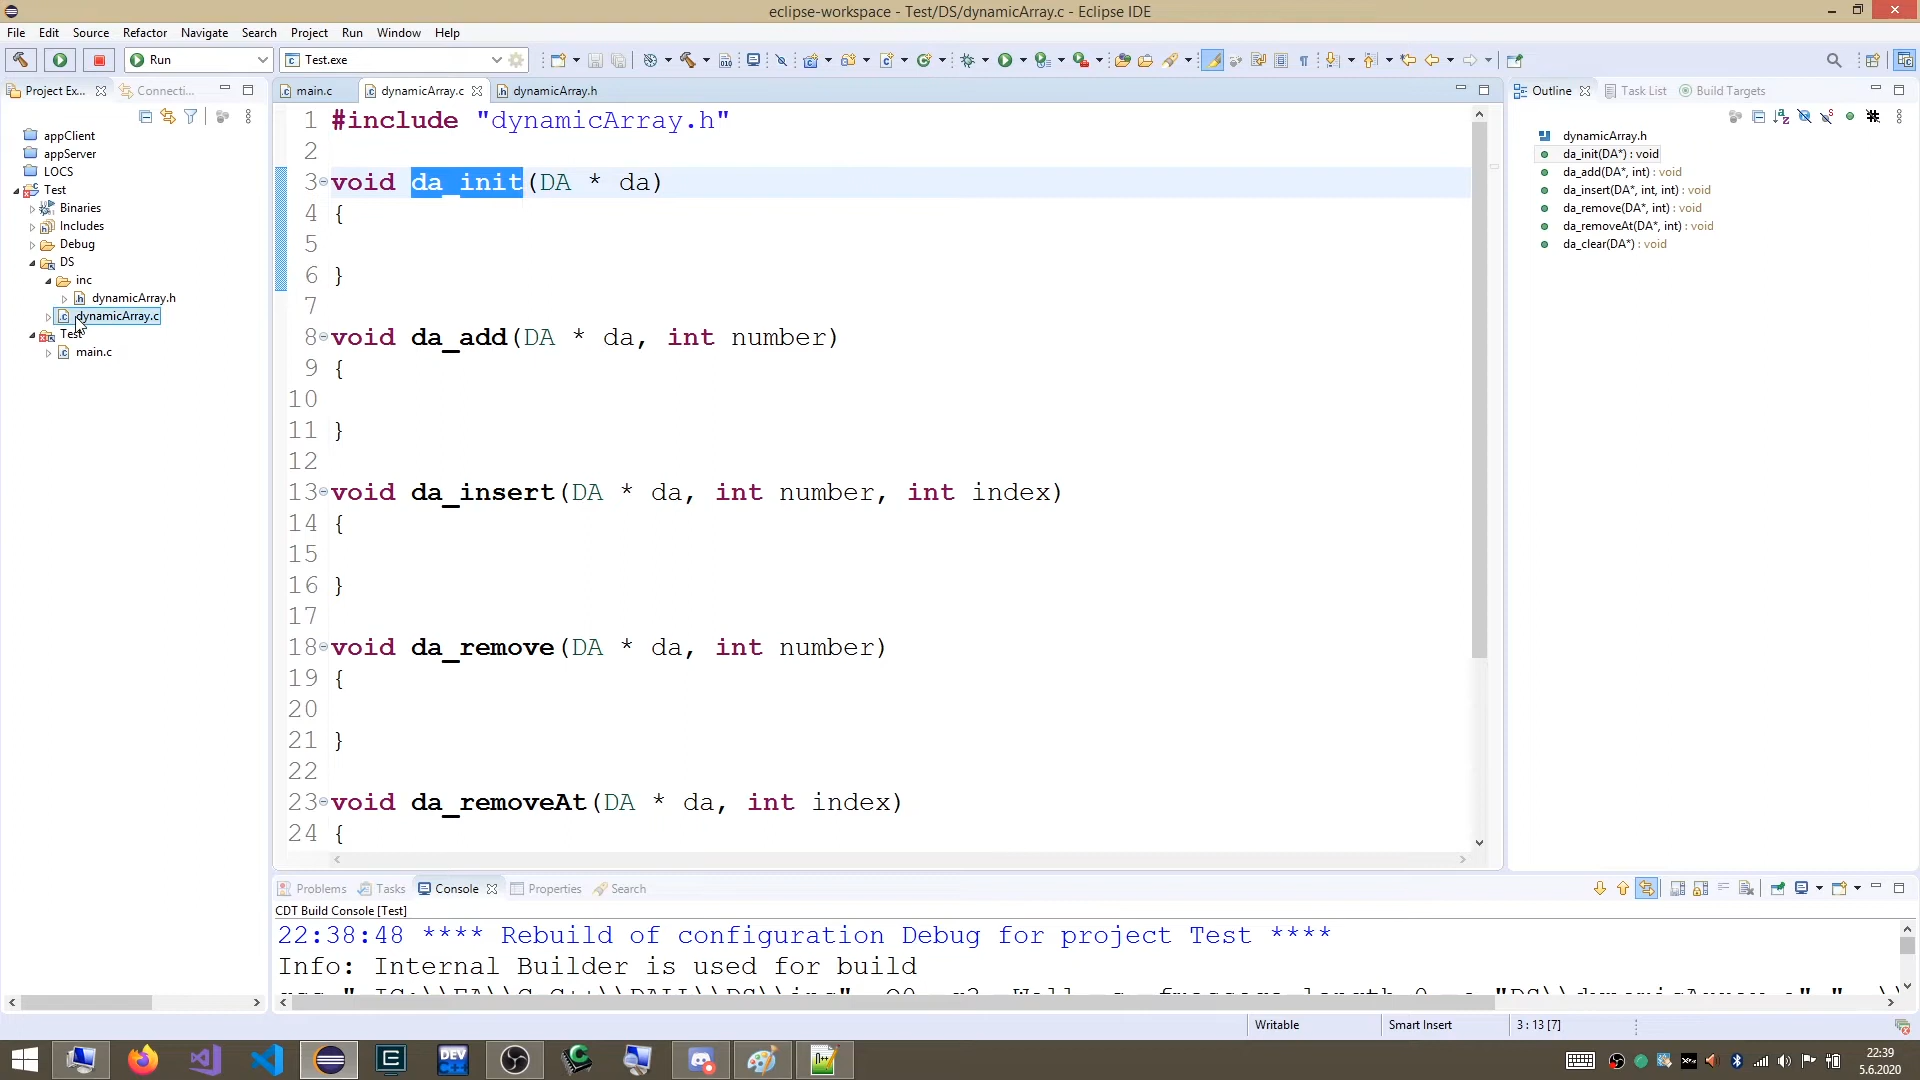 eclipse-workspace - Test/DS/dynamicArray.c - Eclipse IDE
File Edit Source Refactor Navigate Search Project Run Window Help
Run Test.exe
Project Ex... Connecti...
main.c dynamicArray.c dynamicArray.h
Outline Task List Build Targets
appClient
appServer
LOCS
Test
Binaries
Includes
Debug
DS
inc
dynamicArray.h
dynamicArray.c
Test
main.c
1 #include "dynamicArray.h"
2
3 void da_init(DA * da)
4 {
5
6 }
7
8 void da_add(DA * da, int number)
9 {
10
11 }
12
13 void da_insert(DA * da, int number, int index)
14 {
15
16 }
17
18 void da_remove(DA * da, int number)
19 {
20
21 }
22
23 void da_removeAt(DA * da, int index)
24 {
dynamicArray.h
da_init(DA*) : void
da_add(DA*, int) : void
da_insert(DA*, int, int) : void
da_remove(DA*, int) : void
da_removeAt(DA*, int) : void
da_clear(DA*) : void
Problems Tasks Console Properties Search
CDT Build Console [Test]
22:38:48 **** Rebuild of configuration Debug for project Test ****
Info: Internal Builder is used for build
Writable Smart Insert 3 : 13 [7]
DEV
22:39
5.6.2020